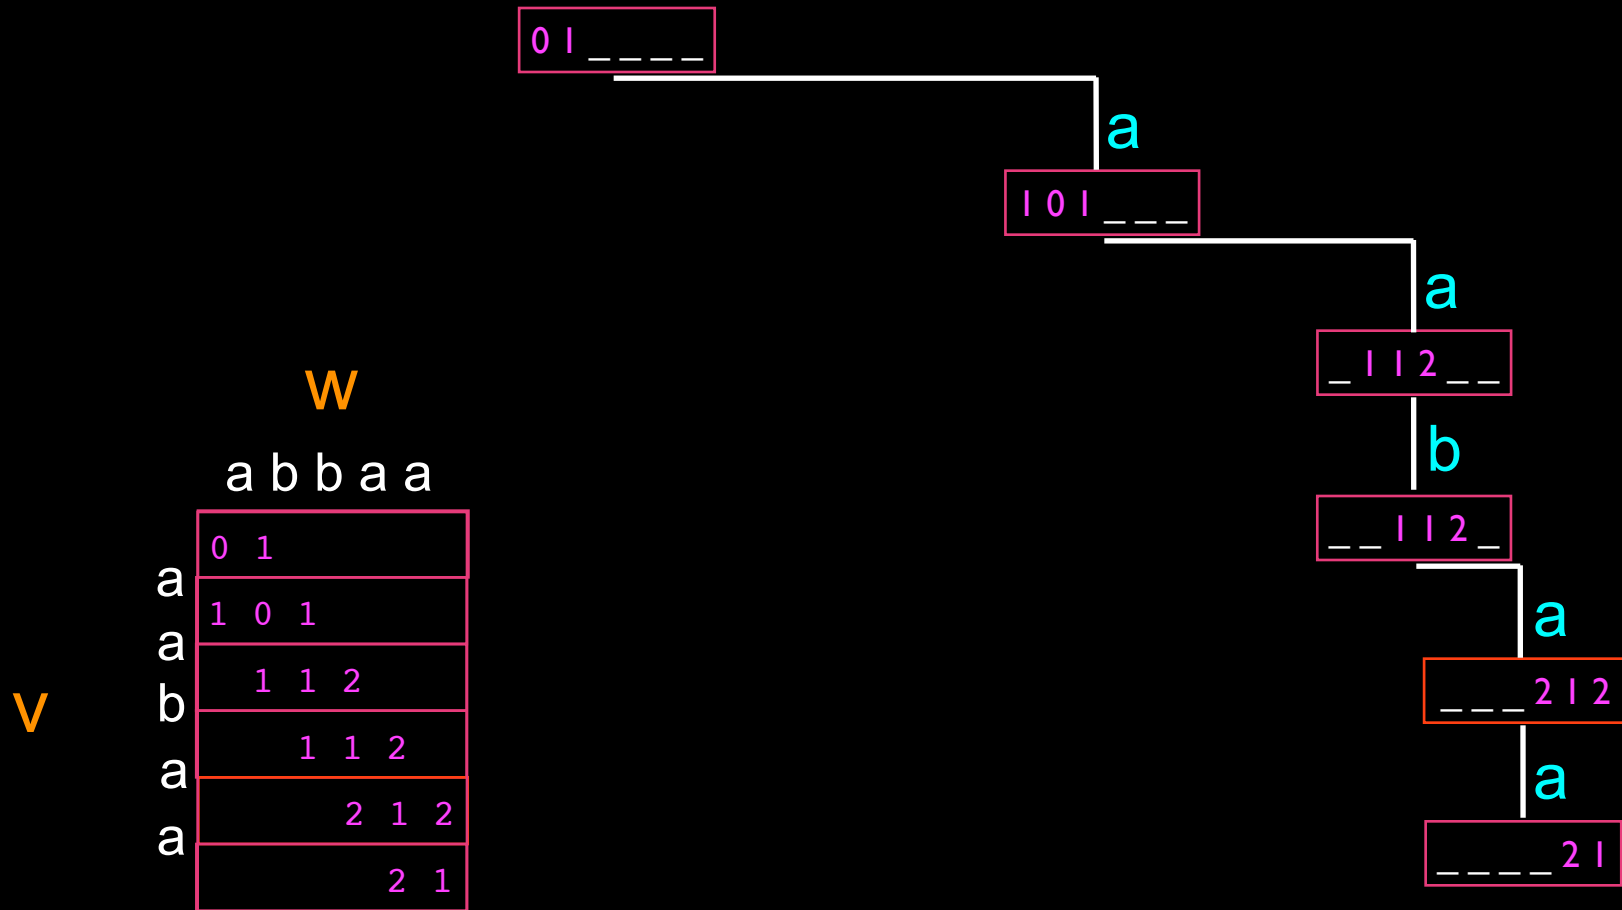 0 1 _ _ _ _
a
1 0 1 _ _ _
a
_ 1 1 2 _ _
b
_ _ 1 1 2 _
a
_ _ _ 2 1 2
a
_ _ _ _ 2 1
w
a b b a a
v
0 1
a
1 0 1
a
1 1 2
b
1 1 2
a
2 1 2
a
2 1